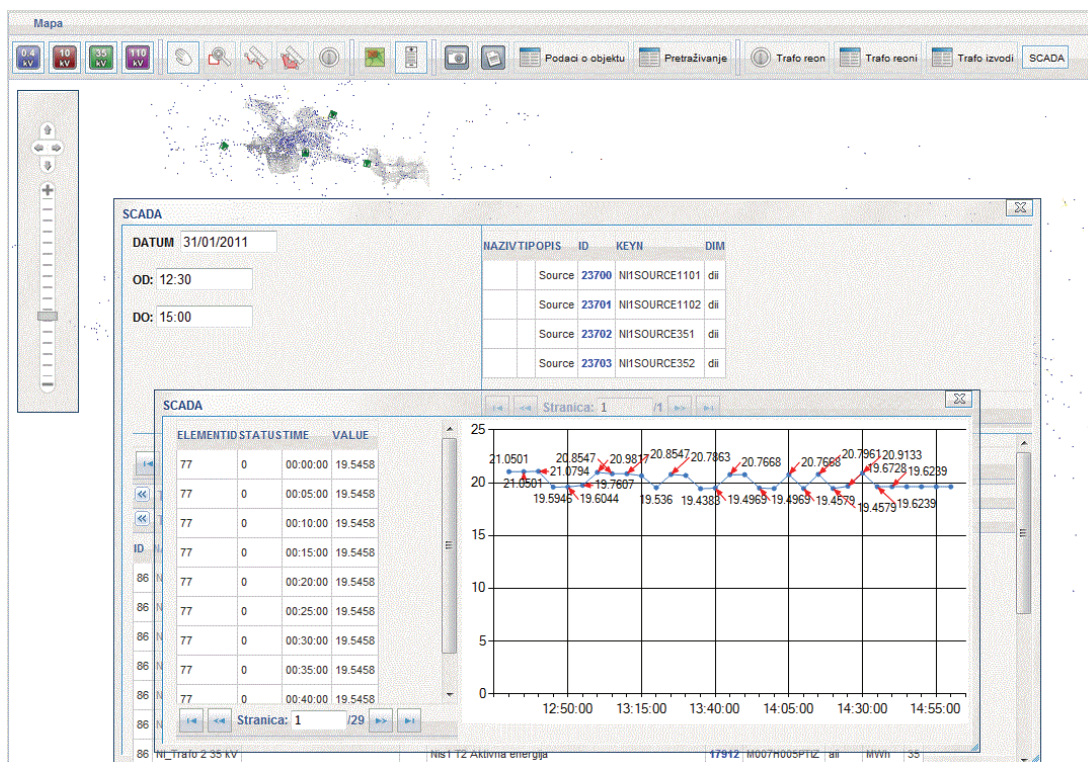 Mapa
0.4 kV 10 kV 35 kV 110 kV Podaci o objektu Pretraživanje Trafo reon Trafo reoni Trafo izvodi SCADA
SCADA
DATUM 31/01/2011
OD: 12:30
DO: 15:00
NAZIV TIP OPIS ID KEYN DIM
Source 23700 NI1SOURCE1101 dii
Source 23701 NI1SOURCE1102 dii
Source 23702 NI1SOURCE351 dii
Source 23703 NI1SOURCE352 dii
Stranica: 1 /1
SCADA
ELEMENTID STATUS TIME VALUE
77 0 00:00:00 19.5458
77 0 00:05:00 19.5458
77 0 00:10:00 19.5458
77 0 00:15:00 19.5458
77 0 00:20:00 19.5458
77 0 00:25:00 19.5458
77 0 00:30:00 19.5458
77 0 00:35:00 19.5458
77 0 00:40:00 19.5458
Stranica: 1 /29
25
20
15
10
5
0
21.0501 20.8547 20.9817 20.8547 20.7863 20.7668 20.7668 20.7961 20.9133
21.0794 19.6728
21.0501 19.7607
19.5946 19.6044 19.536 19.4383 19.4969 19.4969 19.4579 19.4579 19.6239 19.6239
12:50:00 13:15:00 13:40:00 14:05:00 14:30:00 14:55:00
ID
86
86
86
86
86
86
86 NI_Trafo 2 35 kV Nis1 T2 Aktivna energija 17912 M007H005PTIZ ali MWh 35